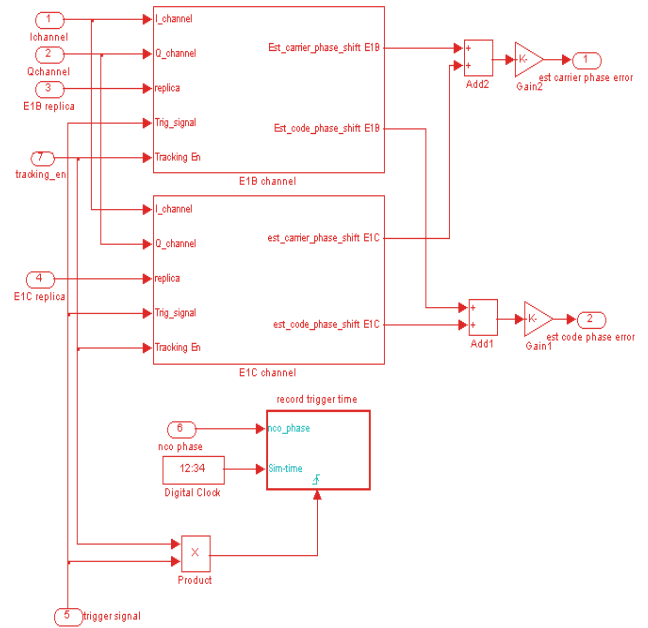 1
Ichannel
2
Qchannel
3
E1B replica
7
tracking_en
I_channel
Q_channel
replica
Trig_signal
Tracking En
Est_carrier_phase_shift E1B
Est_code_phase_shift E1B
E1B channel
+
+
Add2
K-
Gain2
1
est carrier phase error
4
E1C replica
I_channel
Q_channel
replica
Trig_signal
Tracking En
est_carrier_phase_shift E1C
est_code_phase_shift E1C
E1C channel
+
+
Add1
K-
Gain1
2
est code phase error
record trigger time
6
nco phase
nco_phase
12:34
Digital Clock
Sim-time
X
Product
5
trigger signal